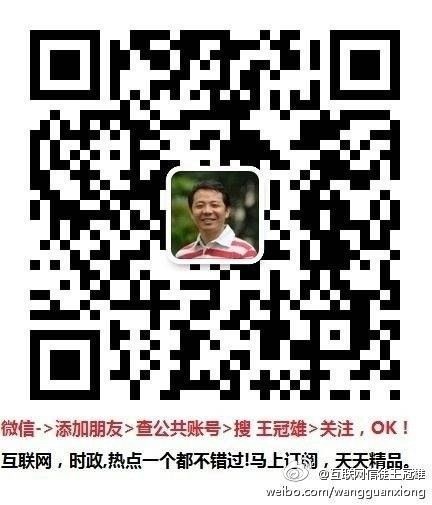 微信->添加朋友>查公共账号>搜 王冠雄>关注，OK！
互联网，时政,热点一个都不错过!马上订阅，天天精品。
@互联网信徒王冠雄
weibo.com/wangguanxiong